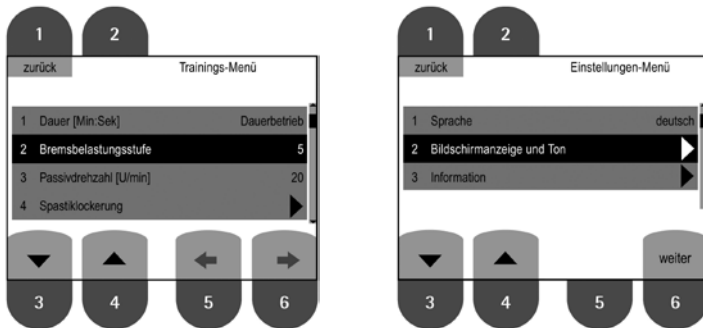 1 2
zurück Trainings-Menü
1 Dauer [Min:Sek] Dauerbetrieb
2 Bremsbelastungsstufe 5
3 Passivdrehzahl [U/min] 20
4 Spastiklockerung
3 4 5 6
1 2
zurück Einstellungen-Menü
1 Sprache deutsch
2 Bildschirmanzeige und Ton
3 Information
weiter
3 4 5 6